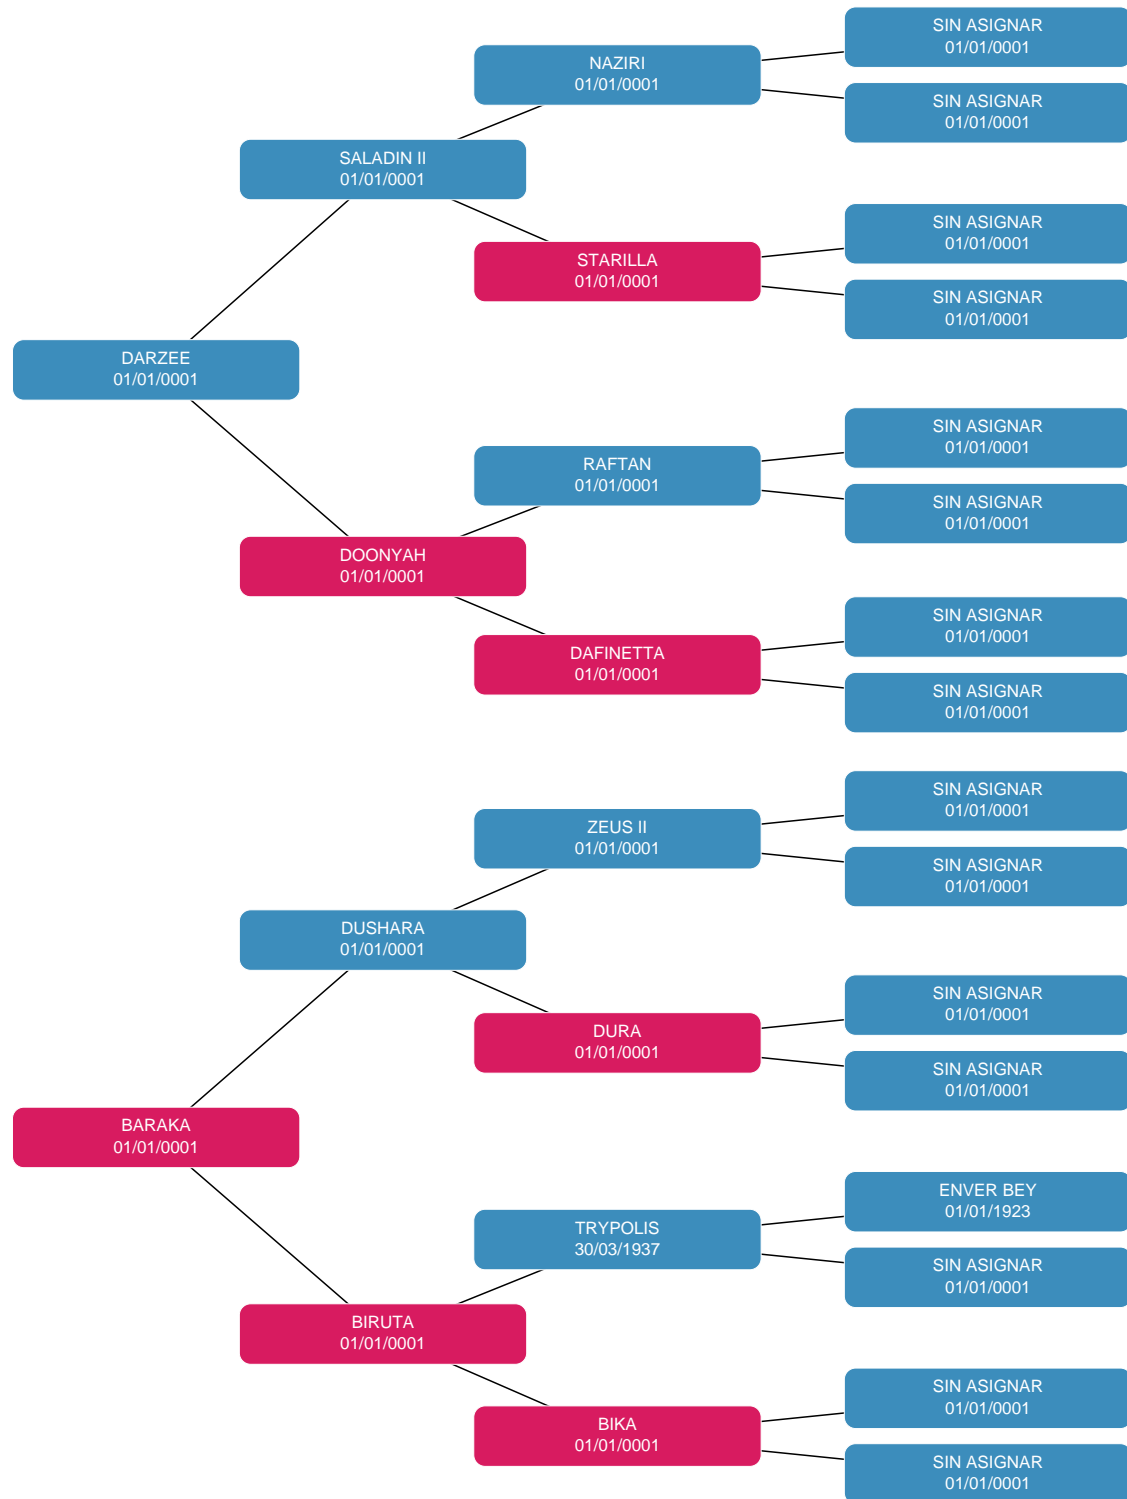 SIN ASIGNAR
01/01/0001
NAZIRI
01/01/0001
SIN ASIGNAR
01/01/0001
SALADIN II
01/01/0001
SIN ASIGNAR
01/01/0001
STARILLA
01/01/0001
SIN ASIGNAR
01/01/0001
DARZEE
01/01/0001
SIN ASIGNAR
01/01/0001
RAFTAN
01/01/0001
SIN ASIGNAR
01/01/0001
DOONYAH
01/01/0001
SIN ASIGNAR
01/01/0001
DAFINETTA
01/01/0001
SIN ASIGNAR
01/01/0001
SIN ASIGNAR
01/01/0001
ZEUS II
01/01/0001
SIN ASIGNAR
01/01/0001
DUSHARA
01/01/0001
SIN ASIGNAR
01/01/0001
DURA
01/01/0001
SIN ASIGNAR
01/01/0001
BARAKA
01/01/0001
ENVER BEY
01/01/1923
TRYPOLIS
30/03/1937
SIN ASIGNAR
01/01/0001
BIRUTA
01/01/0001
SIN ASIGNAR
01/01/0001
BIKA
01/01/0001
SIN ASIGNAR
01/01/0001